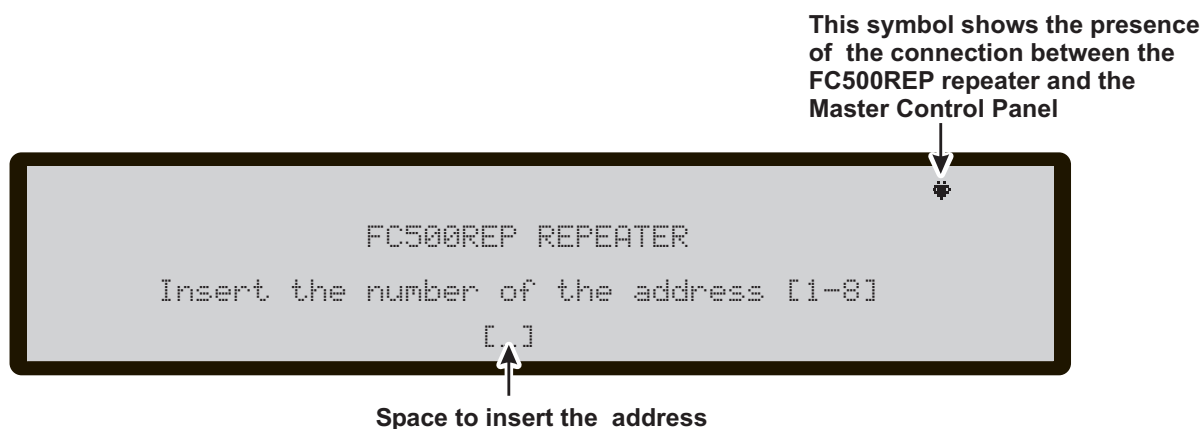 This symbol shows the presence
of the connection between the
FC500REP repeater and the
Master Control Panel
FC500REP REPEATER
Insert the number of the address [1-8]
[_]
Space to insert the address